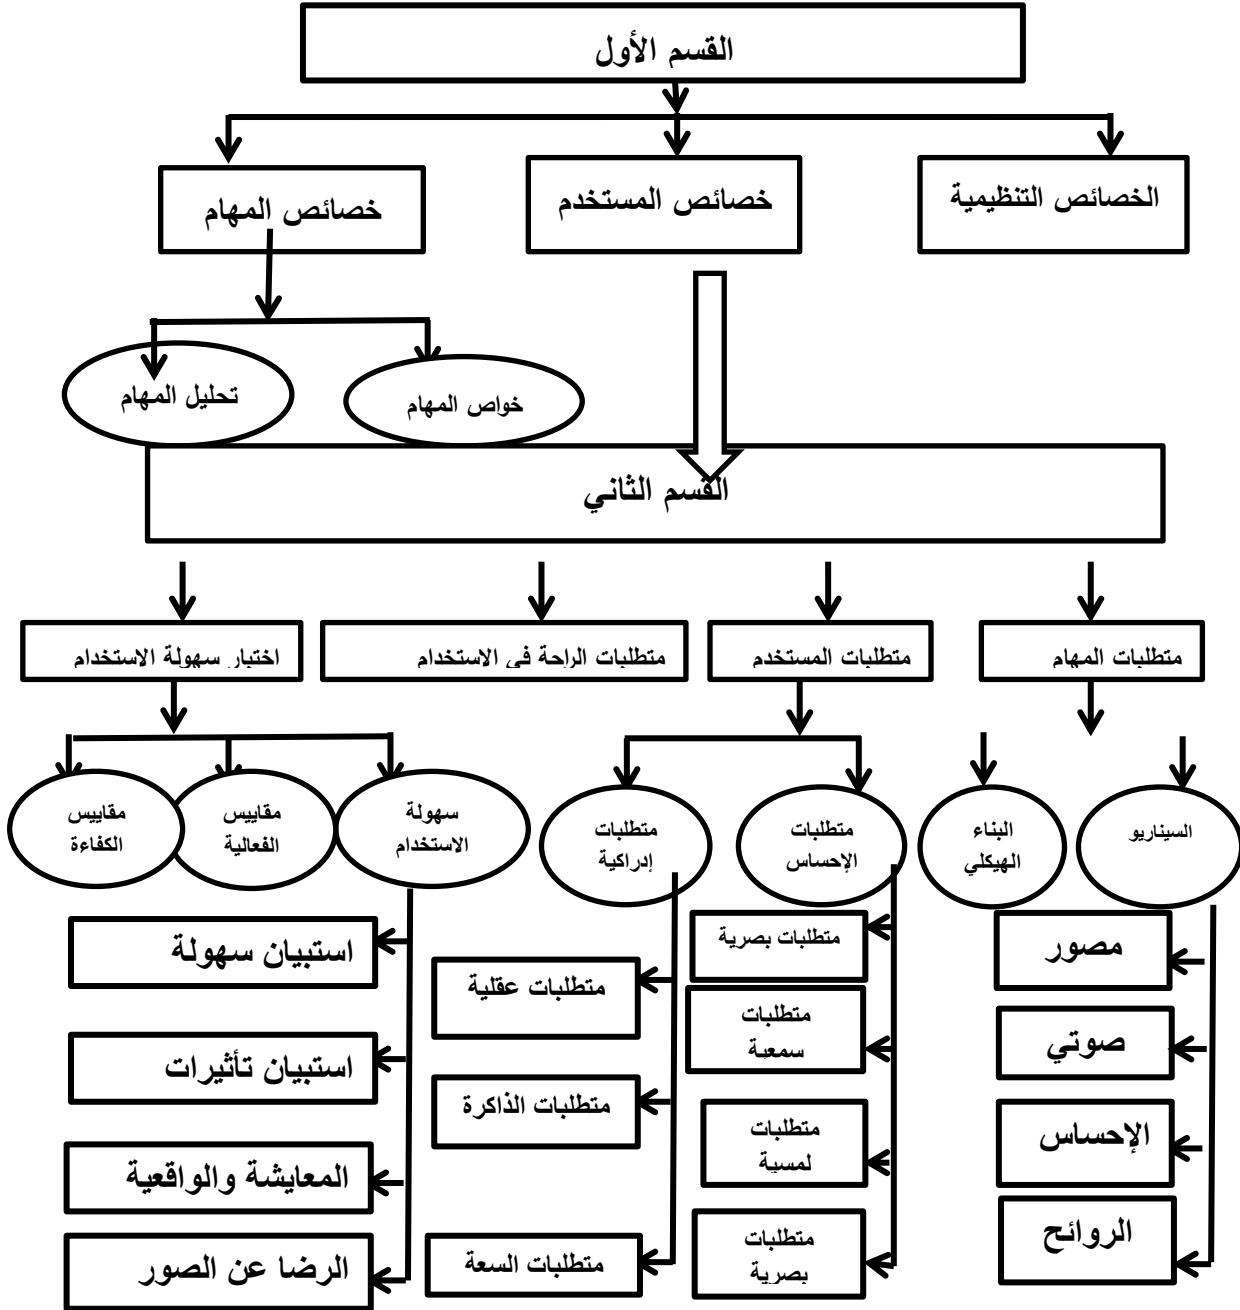 القسم الأول
الخصائص التنظيمية
خصائص المستخدم
خصائص المهام
خواص المهام
تحليل المهام
القسم الثاني
متطلبات المهام
متطلبات المستخدم
متطلبات الراحة في الاستخدام
اختبار سهولة الاستخدام
السيناريو
البناء
الهيكلي
متطلبات
الإحساس
متطلبات
إدراكية
سهولة
الاستخدام
مقاييس
الفعالية
مقاييس
الكفاءة
مصور
صوتي
الإحساس
الروائح
متطلبات بصرية
متطلبات
سمعية
متطلبات
لمسية
متطلبات
بصرية
متطلبات عقلية
متطلبات الذاكرة
متطلبات السعة
استبيان سهولة
استبيان تأثيرات
المعايشة والواقعية
الرضا عن الصور